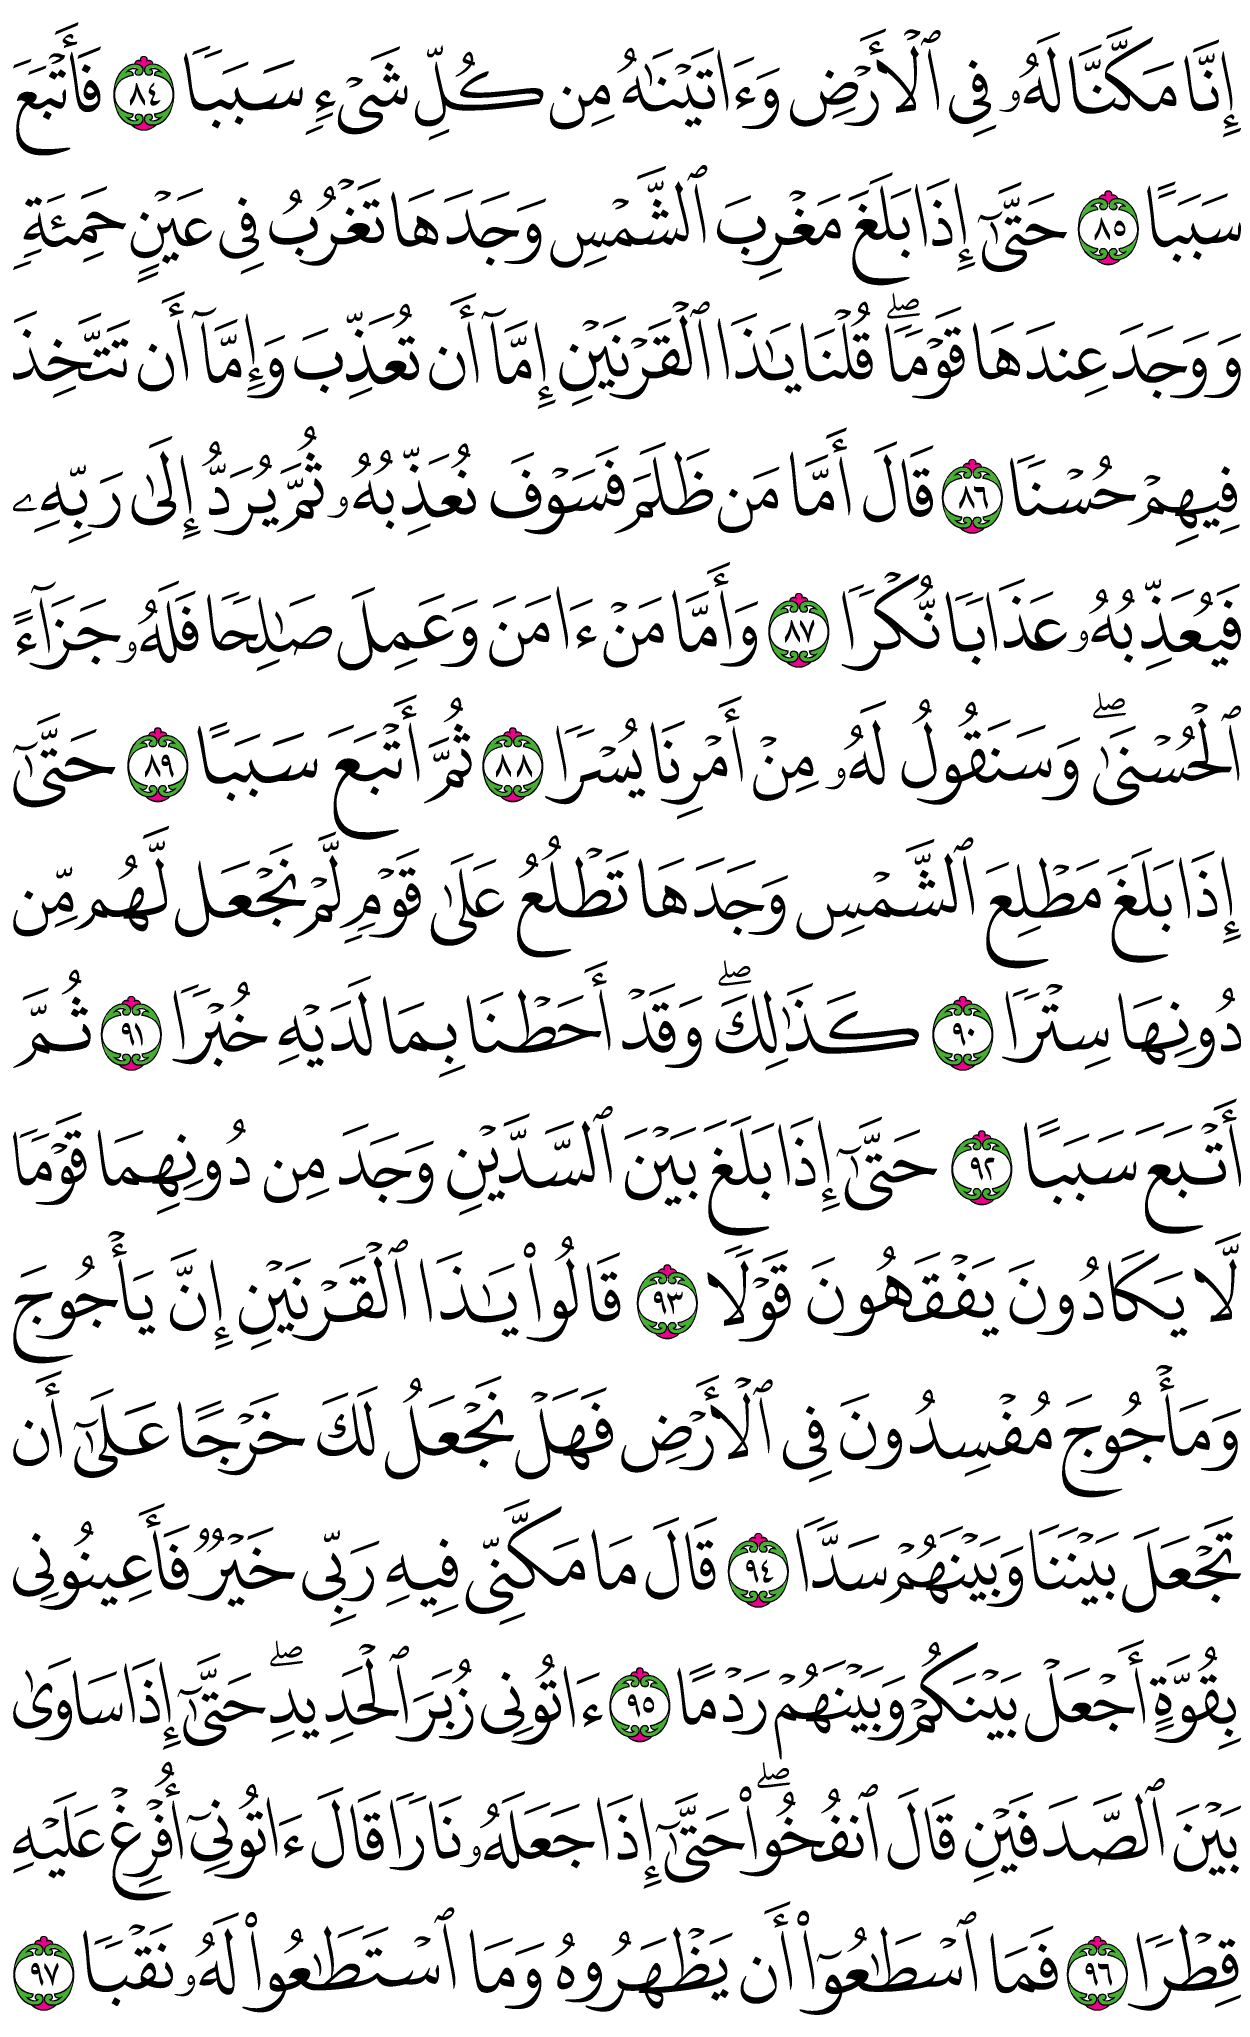 إِنَّا مَكَّنَّا لَهُۥ فِي ٱلۡأَرۡضِ وَءَاتَيۡنَٰهُ مِن كُلِّ شَيۡءٖ سَبَبٗا ٨٤ فَأَتۡبَعَ
سَبَبًا ٨٥ حَتَّىٰٓ إِذَا بَلَغَ مَغۡرِبَ ٱلشَّمۡسِ وَجَدَهَا تَغۡرُبُ فِي عَيۡنٍ حَمِئَةٖ
وَوَجَدَ عِندَهَا قَوۡمٗاۖ قُلۡنَا يَٰذَا ٱلۡقَرۡنَيۡنِ إِمَّآ أَن تُعَذِّبَ وَإِمَّآ أَن تَتَّخِذَ
فِيهِمۡ حُسۡنٗا ٨٦ قَالَ أَمَّا مَن ظَلَمَ فَسَوۡفَ نُعَذِّبُهُۥ ثُمَّ يُرَدُّ إِلَىٰ رَبِّهِۦ
فَيُعَذِّبُهُۥ عَذَابٗا نُّكۡرٗا ٨٧ وَأَمَّا مَنۡ ءَامَنَ وَعَمِلَ صَٰلِحٗا فَلَهُۥ جَزَآءً
ٱلۡحُسۡنَىٰۖ وَسَنَقُولُ لَهُۥ مِنۡ أَمۡرِنَا يُسۡرٗا ٨٨ ثُمَّ أَتۡبَعَ سَبَبًا ٨٩ حَتَّىٰٓ
إِذَا بَلَغَ مَطۡلِعَ ٱلشَّمۡسِ وَجَدَهَا تَطۡلُعُ عَلَىٰ قَوۡمٖ لَّمۡ نَجۡعَل لَّهُم مِّن
دُونِهَا سِتۡرٗا ٩٠ كَذَٰلِكَۖ وَقَدۡ أَحَطۡنَا بِمَا لَدَيۡهِ خُبۡرٗا ٩١ ثُمَّ
أَتۡبَعَ سَبَبًا ٩٢ حَتَّىٰٓ إِذَا بَلَغَ بَيۡنَ ٱلسَّدَّيۡنِ وَجَدَ مِن دُونِهِمَا قَوۡمٗا
لَّا يَكَادُونَ يَفۡقَهُونَ قَوۡلٗا ٩٣ قَالُواْ يَٰذَا ٱلۡقَرۡنَيۡنِ إِنَّ يَأۡجُوجَ
وَمَأۡجُوجَ مُفۡسِدُونَ فِي ٱلۡأَرۡضِ فَهَلۡ نَجۡعَلُ لَكَ خَرۡجًا عَلَىٰٓ أَن
تَجۡعَلَ بَيۡنَنَا وَبَيۡنَهُمۡ سَدّٗا ٩٤ قَالَ مَا مَكَّنِّي فِيهِ رَبِّي خَيۡرٞ فَأَعِينُونِي
بِقُوَّةٍ أَجۡعَلۡ بَيۡنَكُمۡ وَبَيۡنَهُمۡ رَدۡمًا ٩٥ ءَاتُونِي زُبَرَ ٱلۡحَدِيدِۖ حَتَّىٰٓ إِذَا سَاوَىٰ
بَيۡنَ ٱلصَّدَفَيۡنِ قَالَ ٱنفُخُواْۖ حَتَّىٰٓ إِذَا جَعَلَهُۥ نَارٗا قَالَ ءَاتُونِيٓ أُفۡرِغۡ عَلَيۡهِ
قِطۡرٗا ٩٦ فَمَا ٱسۡطَٰعُوٓاْ أَن يَظۡهَرُوهُ وَمَا ٱسۡتَطَٰعُواْ لَهُۥ نَقۡبٗا ٩٧